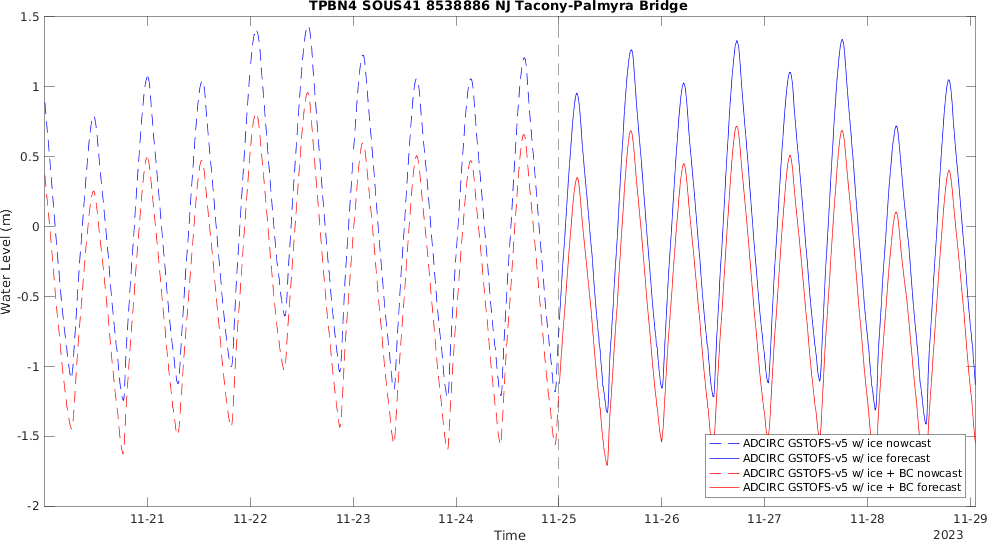 TPBN4 SOUS41 8538886 NJ Tacony-Palmyra Bridge
1.5
1
0.5
0
-0.5
-1
-1.5
-2
Water Level (m)
11-21
11-22
11-23
11-24
11-25
11-26
11-27
11-28
11-29
Time
2023
ADCIRC GSTOFS-v5 w/ ice nowcast
ADCIRC GSTOFS-v5 w/ ice forecast
ADCIRC GSTOFS-v5 w/ ice + BC nowcast
ADCIRC GSTOFS-v5 w/ ice + BC forecast